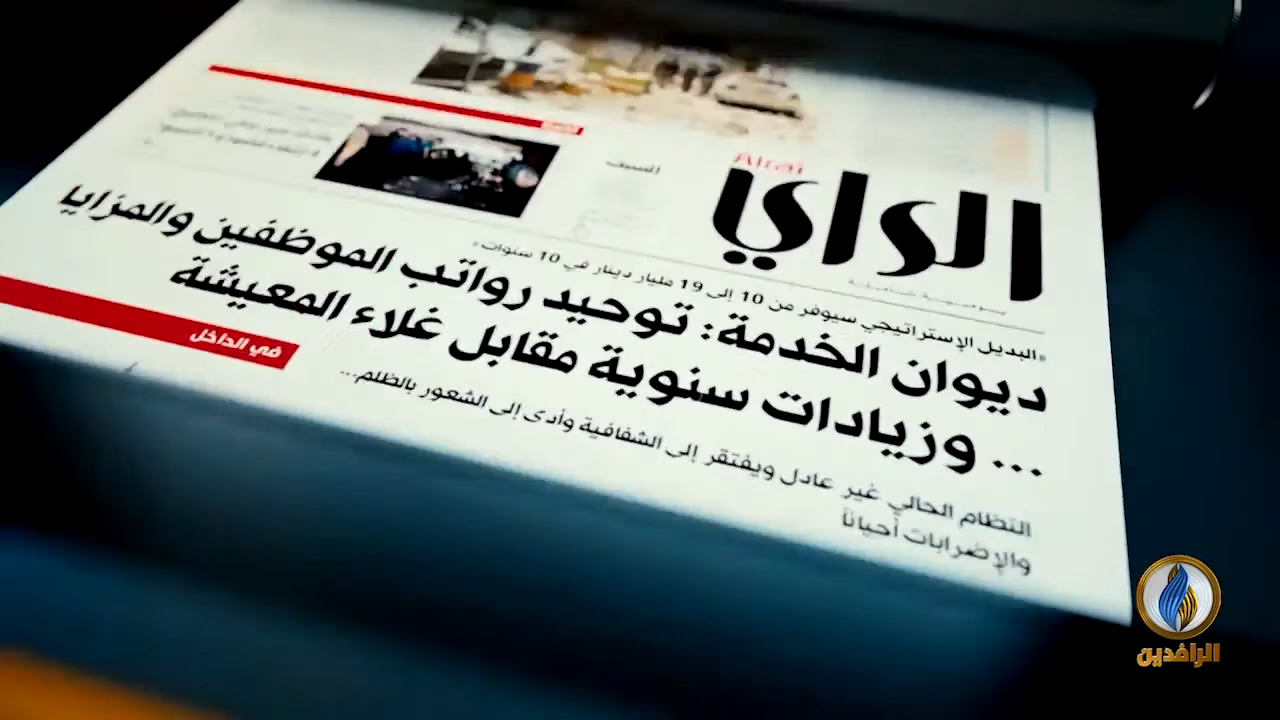 Alrai
الراي
السبت
«البديل الإستراتيجي سيوفر من 10 إلى 19 مليار دينار في 10 سنوات»
ديوان الخدمة: توحيد رواتب الموظفين والمزايا
... وزيادات سنوية مقابل غلاء المعيشة
النظام الحالي غير عادل ويفتقر إلى الشفافية وأدى إلى الشعور بالظلم...
والإضرابات أحياناً
في الداخل
الرافدين